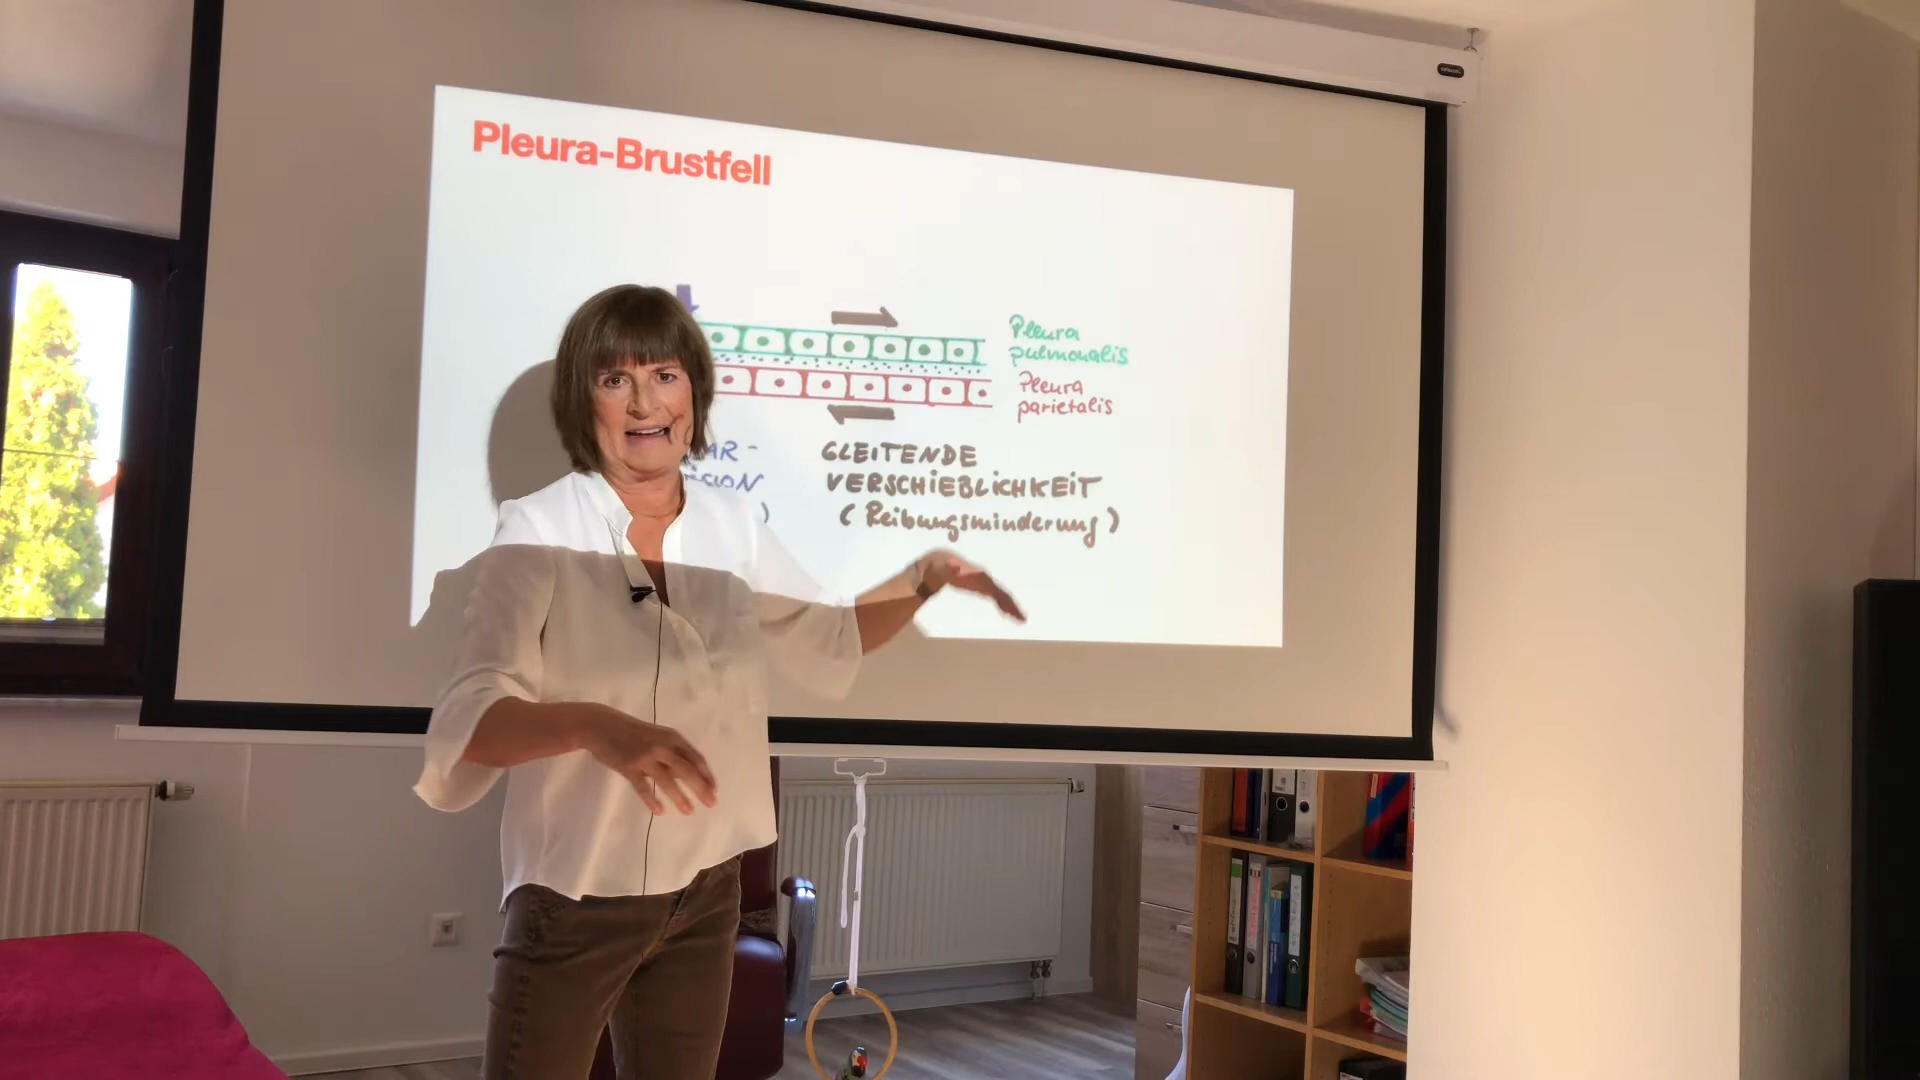 Pleura-Brustfell
Pleura
pulmonalis
Pleura
parietalis
GLEITENDE
VERSCHIEBLICHKEIT
(Reibungsminderung)